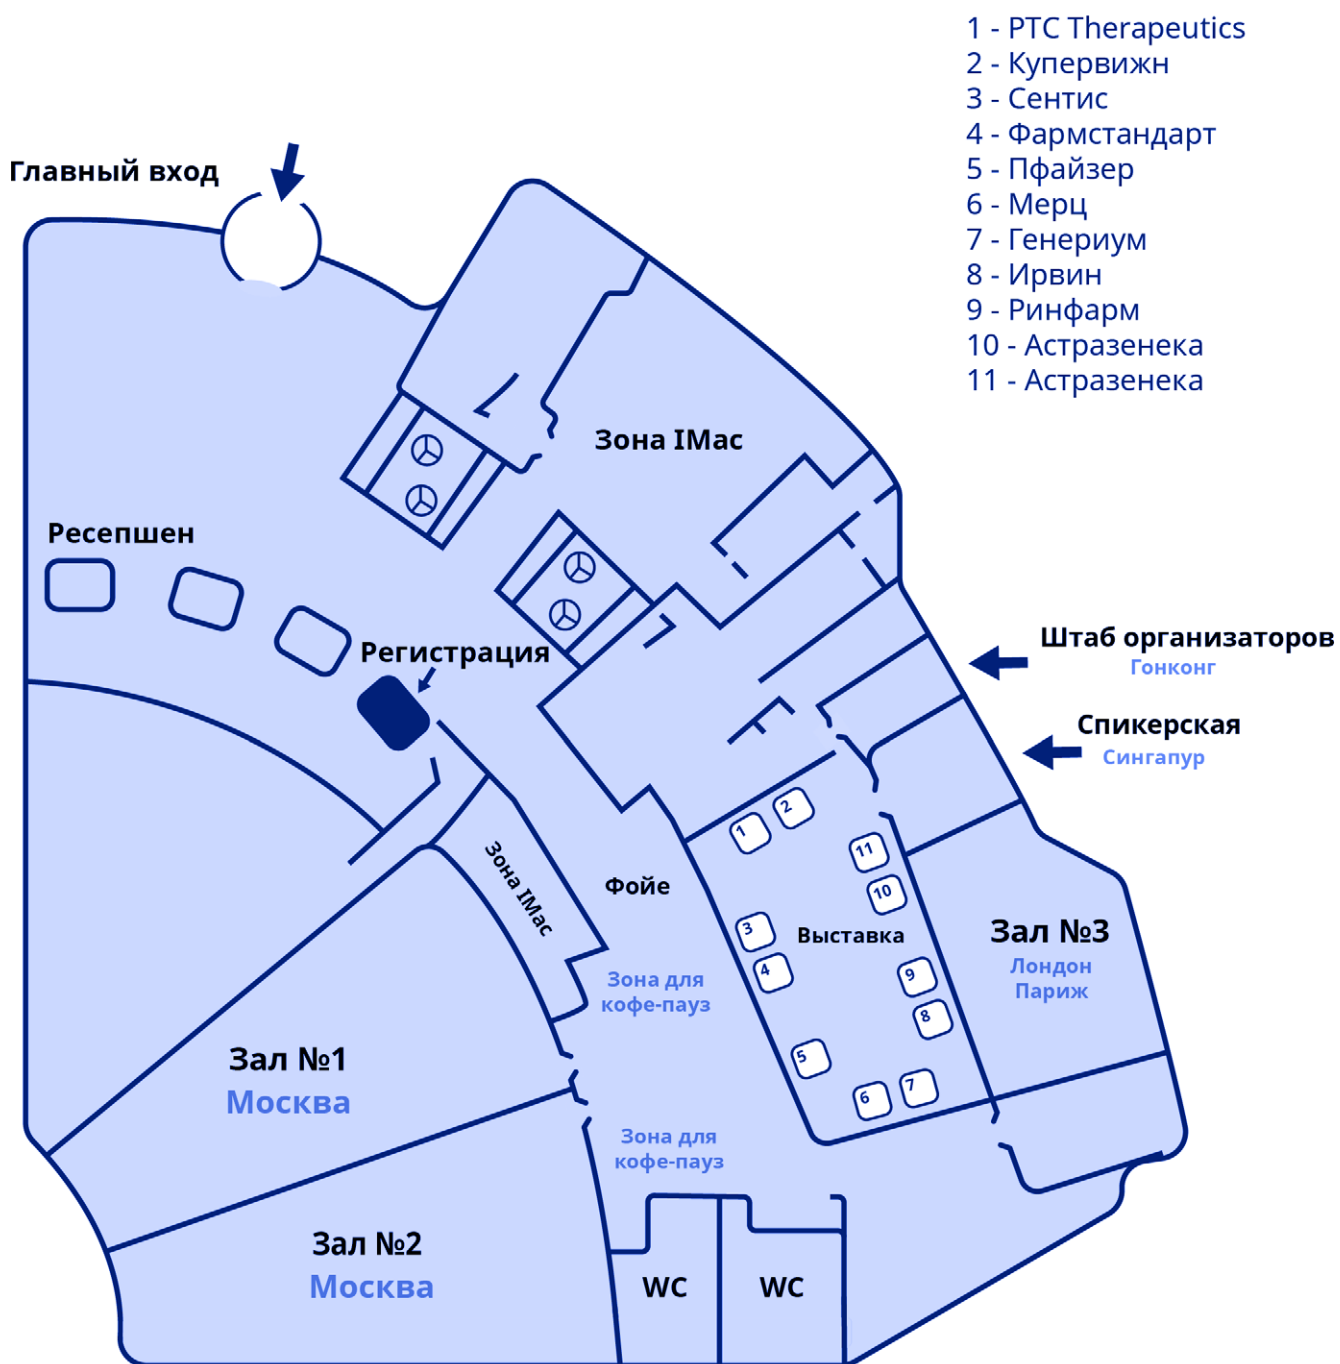 1 - PTC Therapeutics
2 - Купервижн
3 - Сентис
4 - Фармстандарт
5 - Пфайзер
6 - Мерц
7 - Генериум
8 - Ирвин
9 - Ринфарм
10 - Астразенека
11 - Астразенека
Главный вход
Зона IMac
Ресепшен
Регистрация
Штаб организаторов
Гонконг
Спикерская
Сингапур
Зона IMac
Фойе
1
2
11
10
3
Выставка
4
9
8
5
7
6
Зал №3
Лондон
Париж
Зона для
кофе-пауз
Зал №1
Москва
Зона для
кофе-пауз
Зал №2
Москва
WC
WC